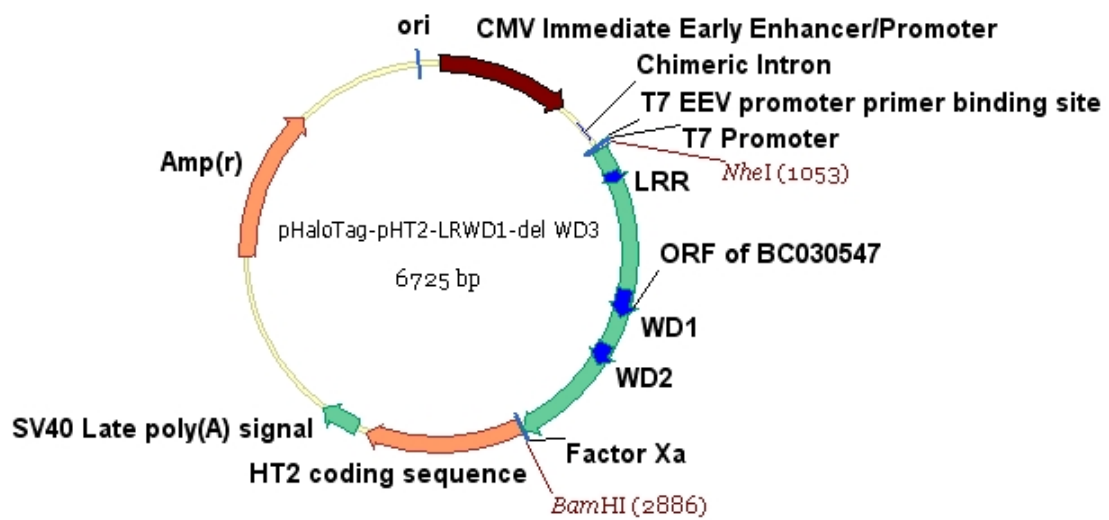 ori
CMV Immediate Early Enhancer/Promoter
Chimeric Intron
T7 EEV promoter primer binding site
T7 Promoter
NheI (1053)
LRR
Amp(r)
pHaloTag-pHT2-LRWD1-del WD3
6725 bp
ORF of BC030547
WD1
WD2
SV40 Late poly(A) signal
HT2 coding sequence
Factor Xa
BamHI (2886)